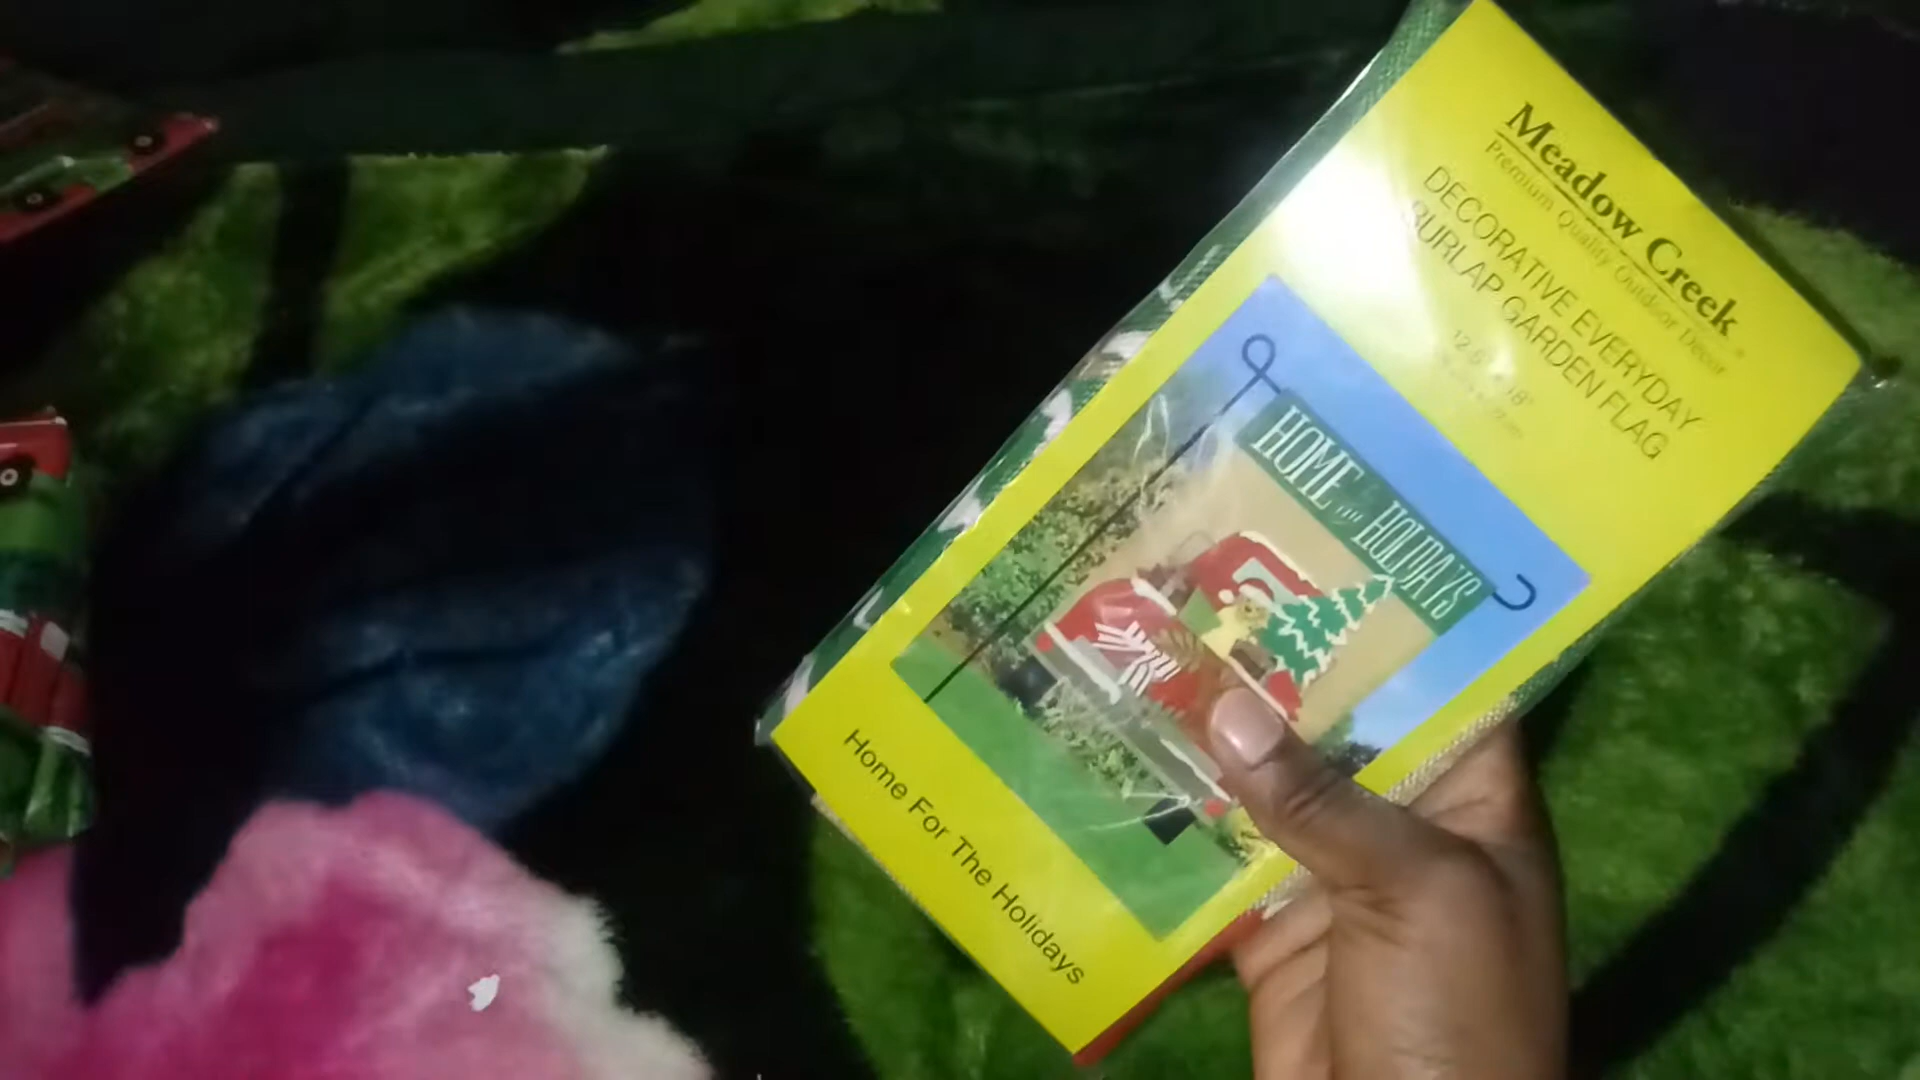 Meadow Creek
Premium Quality Outdoor Decor
DECORATIVE EVERYDAY
BURLAP GARDEN FLAG
HOME HOLIDAYS
Home For The Holidays